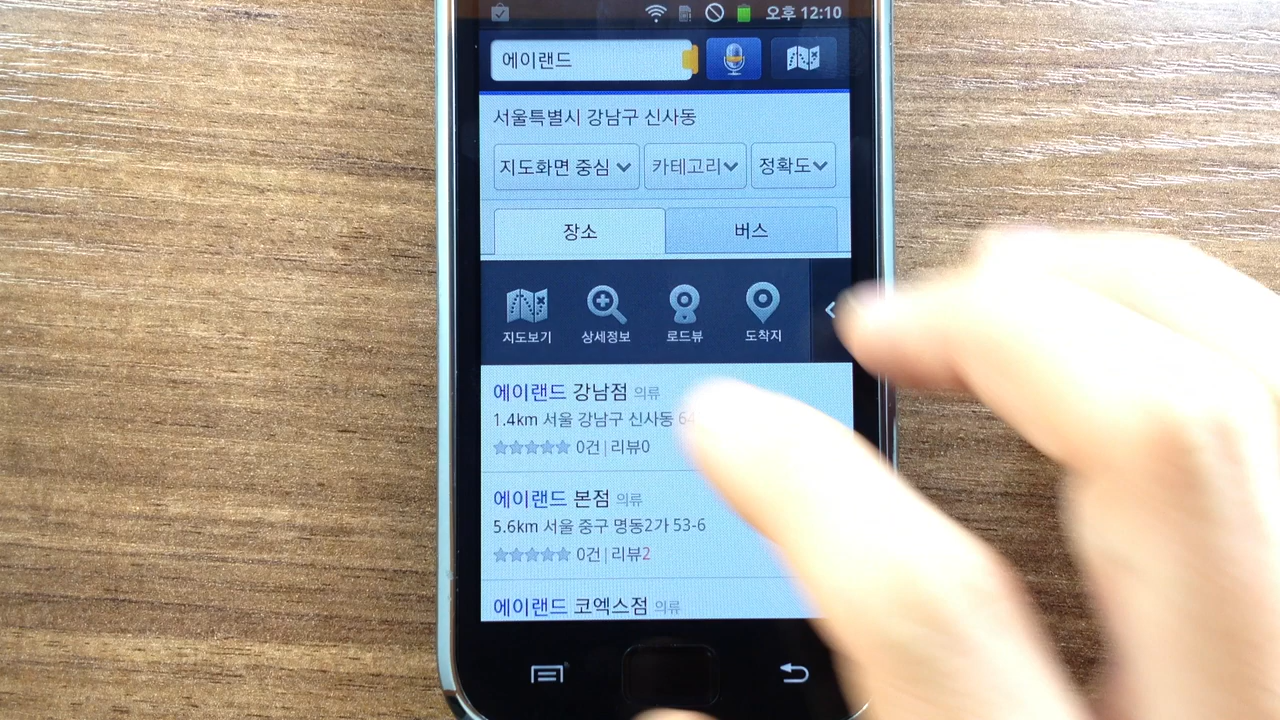 오후 12:10
에이랜드
서울특별시 강남구 신사동
지도화면 중심 카테고리 정확도
장소 버스
지도보기 상세정보 로드뷰 도착지
에이랜드 강남점 의류
1.4km 서울 강남구 신사동
0건|리뷰0
에이랜드 본점 의류
5.6km 서울 중구 명동2가 53-6
0건|리뷰2
에이랜드 코엑스점 의류